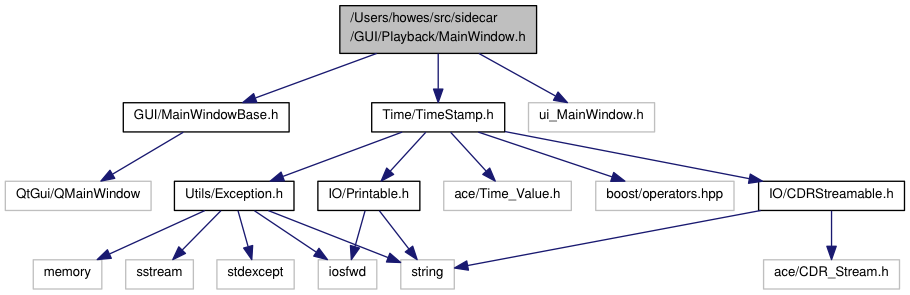 /Users/howes/src/sidecar
/GUI/Playback/MainWindow.h
GUI/MainWindowBase.h
Time/TimeStamp.h
ui_MainWindow.h
QtGui/QMainWindow
Utils/Exception.h
IO/Printable.h
ace/Time_Value.h
boost/operators.hpp
IO/CDRStreamable.h
memory
sstream
stdexcept
iosfwd
string
ace/CDR_Stream.h